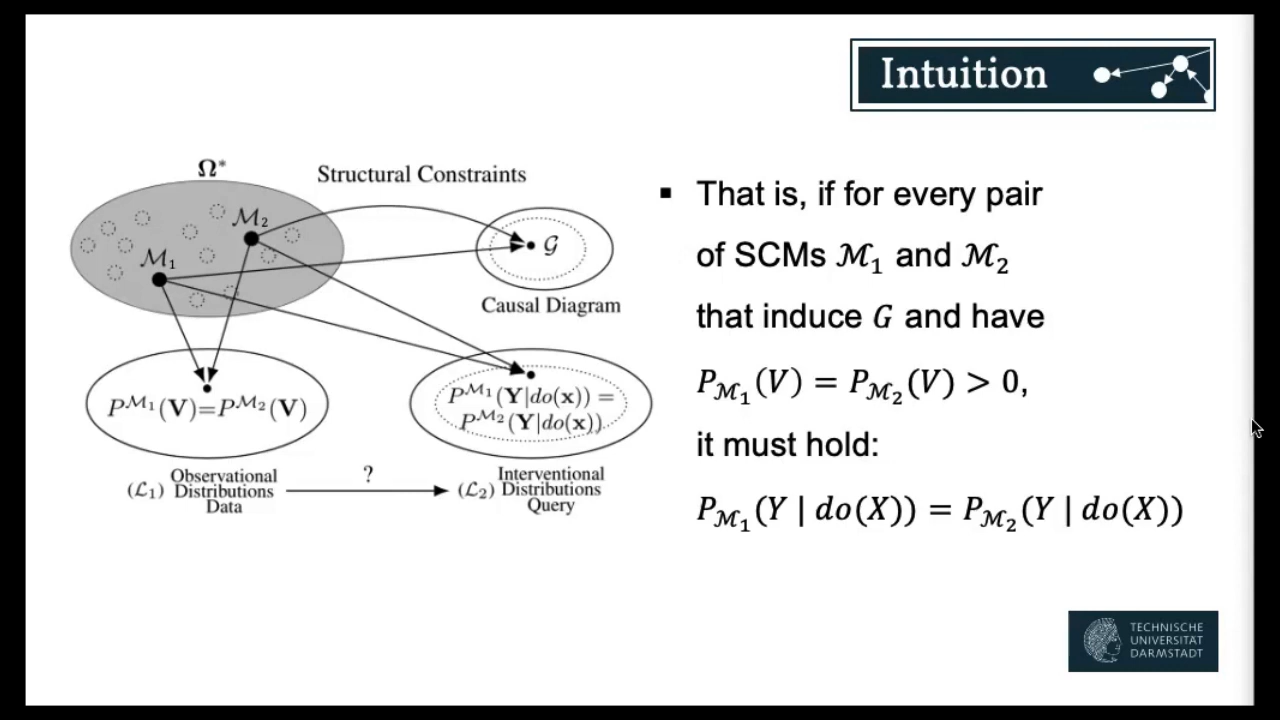 Intuition
Ω*
Structural Constraints
ℳ₂
ℳ₁
𝒢
Causal Diagram
P^ℳ₁(𝐕)=P^ℳ₂(𝐕)
P^ℳ₁(𝐘|do(𝐱)) =
P^ℳ₂(𝐘|do(𝐱))
Observational
(ℒ₁) Distributions
Data
?
Interventional
(ℒ₂) Distributions
Query
▪ That is, if for every pair
of SCMs ℳ₁ and ℳ₂
that induce G and have
P_ℳ₁(V) = P_ℳ₂(V) > 0,
it must hold:
P_ℳ₁(Y | do(X)) = P_ℳ₂(Y | do(X))
TECHNISCHE
UNIVERSITÄT
DARMSTADT